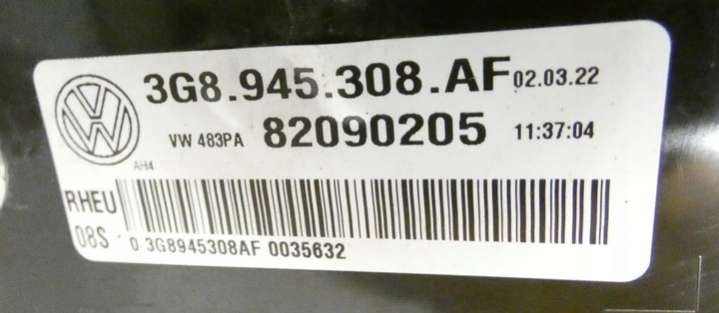 3G8.945.308.AF 02.03.22
VW 483PA 82090205 11:37:04
AH4
RHEU
08S - 0 3G8945308AF 0035632